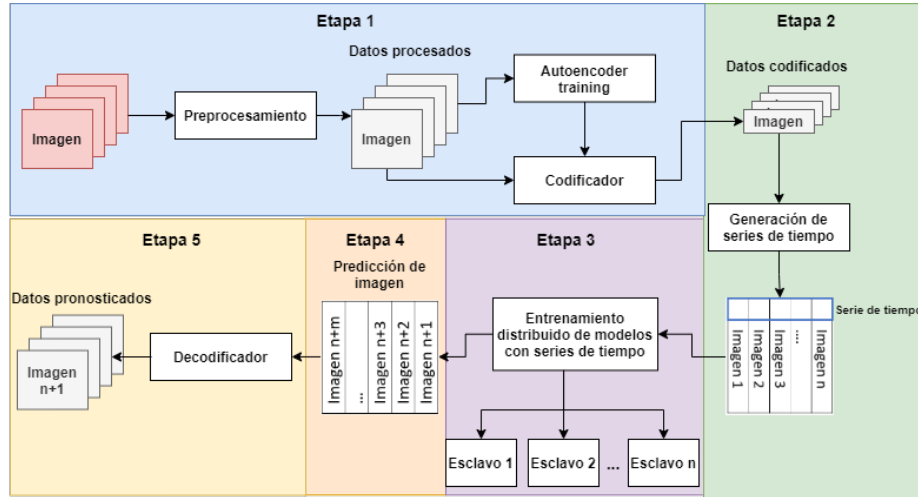 Etapa 1
Datos procesados
Imagen
Preprocesamiento
Imagen
Autoencoder
training
Codificador
Etapa 2
Datos codificados
Imagen
Generación de
series de tiempo
Serie de tiempo
Imagen 1
Imagen 2
Imagen 3
....
Imagen n
Etapa 3
Entrenamiento
distribuido de modelos
con series de tiempo
Esclavo 1
Esclavo 2
...
Esclavo n
Etapa 4
Predicción de
imagen
Imagen n+m
...
Imagen n+3
Imagen n+2
Imagen n+1
Etapa 5
Datos pronosticados
Imagen
n+1
Decodificador